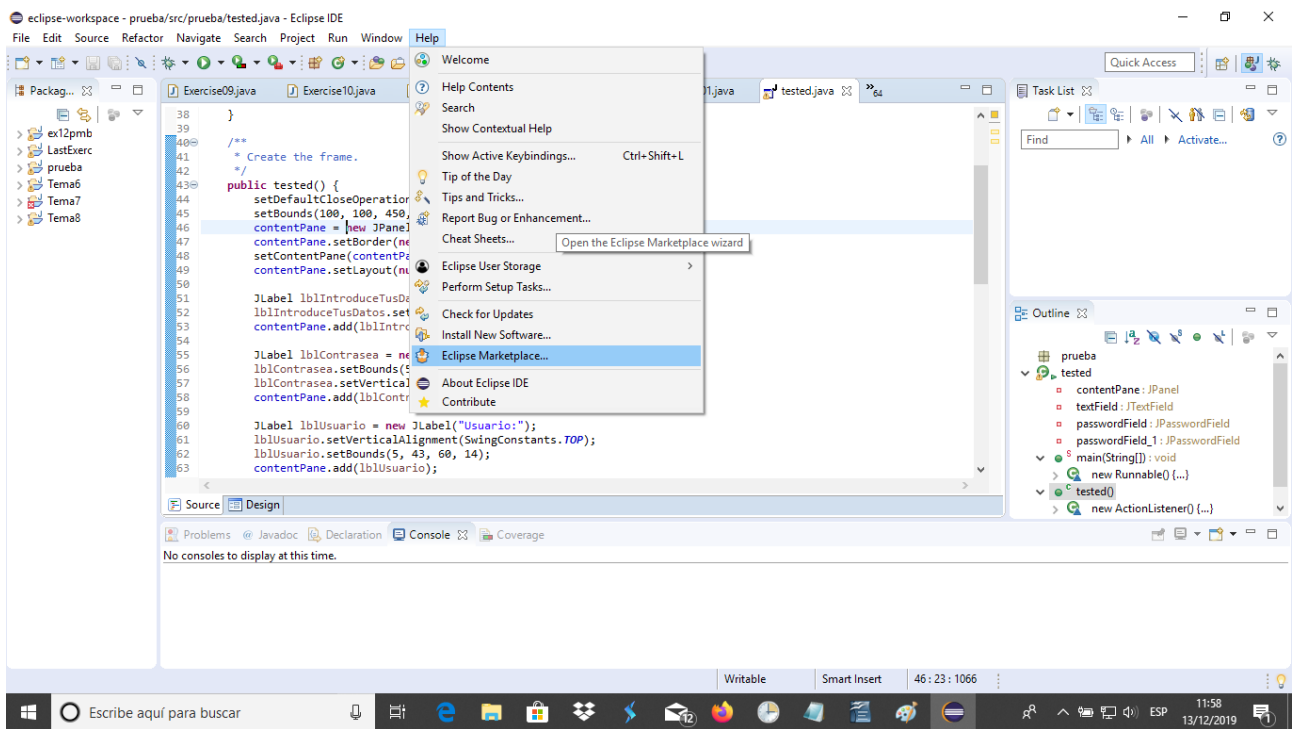 eclipse-workspace - prueba/src/prueba/tested.java - Eclipse IDE
File Edit Source Refactor Navigate Search Project Run Window Help
Quick Access
Packag...
Exercise09.java
Exercise10.java
01.java
tested.java
64
Task List
Find
All
Activate...
ex12pmb
LastExerc
prueba
Tema6
Tema7
Tema8
38 }
39
40 /**
41 * Create the frame.
42 */
43 public tested() {
44 setDefaultCloseOperation
45 setBounds(100, 100, 450,
46 contentPane = new JPanel
47 contentPane.setBorder(ne
48 setContentPane(contentPa
49 contentPane.setLayout(nu
50
51 JLabel lblIntroduceTusDa
52 lblIntroduceTusDatos.set
53 contentPane.add(lblIntro
54
55 JLabel lblContrasea = ne
56 lblContrasea.setBounds(5
57 lblContrasea.setVertical
58 contentPane.add(lblContr
59
60 JLabel lblUsuario = new JLabel("Usuario:");
61 lblUsuario.setVerticalAlignment(SwingConstants.TOP);
62 lblUsuario.setBounds(5, 43, 60, 14);
63 contentPane.add(lblUsuario);
Welcome
Help Contents
Search
Show Contextual Help
Show Active Keybindings... Ctrl+Shift+L
Tip of the Day
Tips and Tricks...
Report Bug or Enhancement...
Cheat Sheets...
Open the Eclipse Marketplace wizard
Eclipse User Storage
Perform Setup Tasks...
Check for Updates
Install New Software...
Eclipse Marketplace...
About Eclipse IDE
Contribute
Outline
prueba
tested
contentPane : JPanel
textField : JTextField
passwordField : JPasswordField
passwordField_1 : JPasswordField
main(String[]) : void
new Runnable() {...}
tested()
new ActionListener() {...}
Source
Design
Problems
Javadoc
Declaration
Console
Coverage
No consoles to display at this time.
Writable
Smart Insert
46 : 23 : 1066
Escribe aquí para buscar
12
ESP
11:58
13/12/2019
1